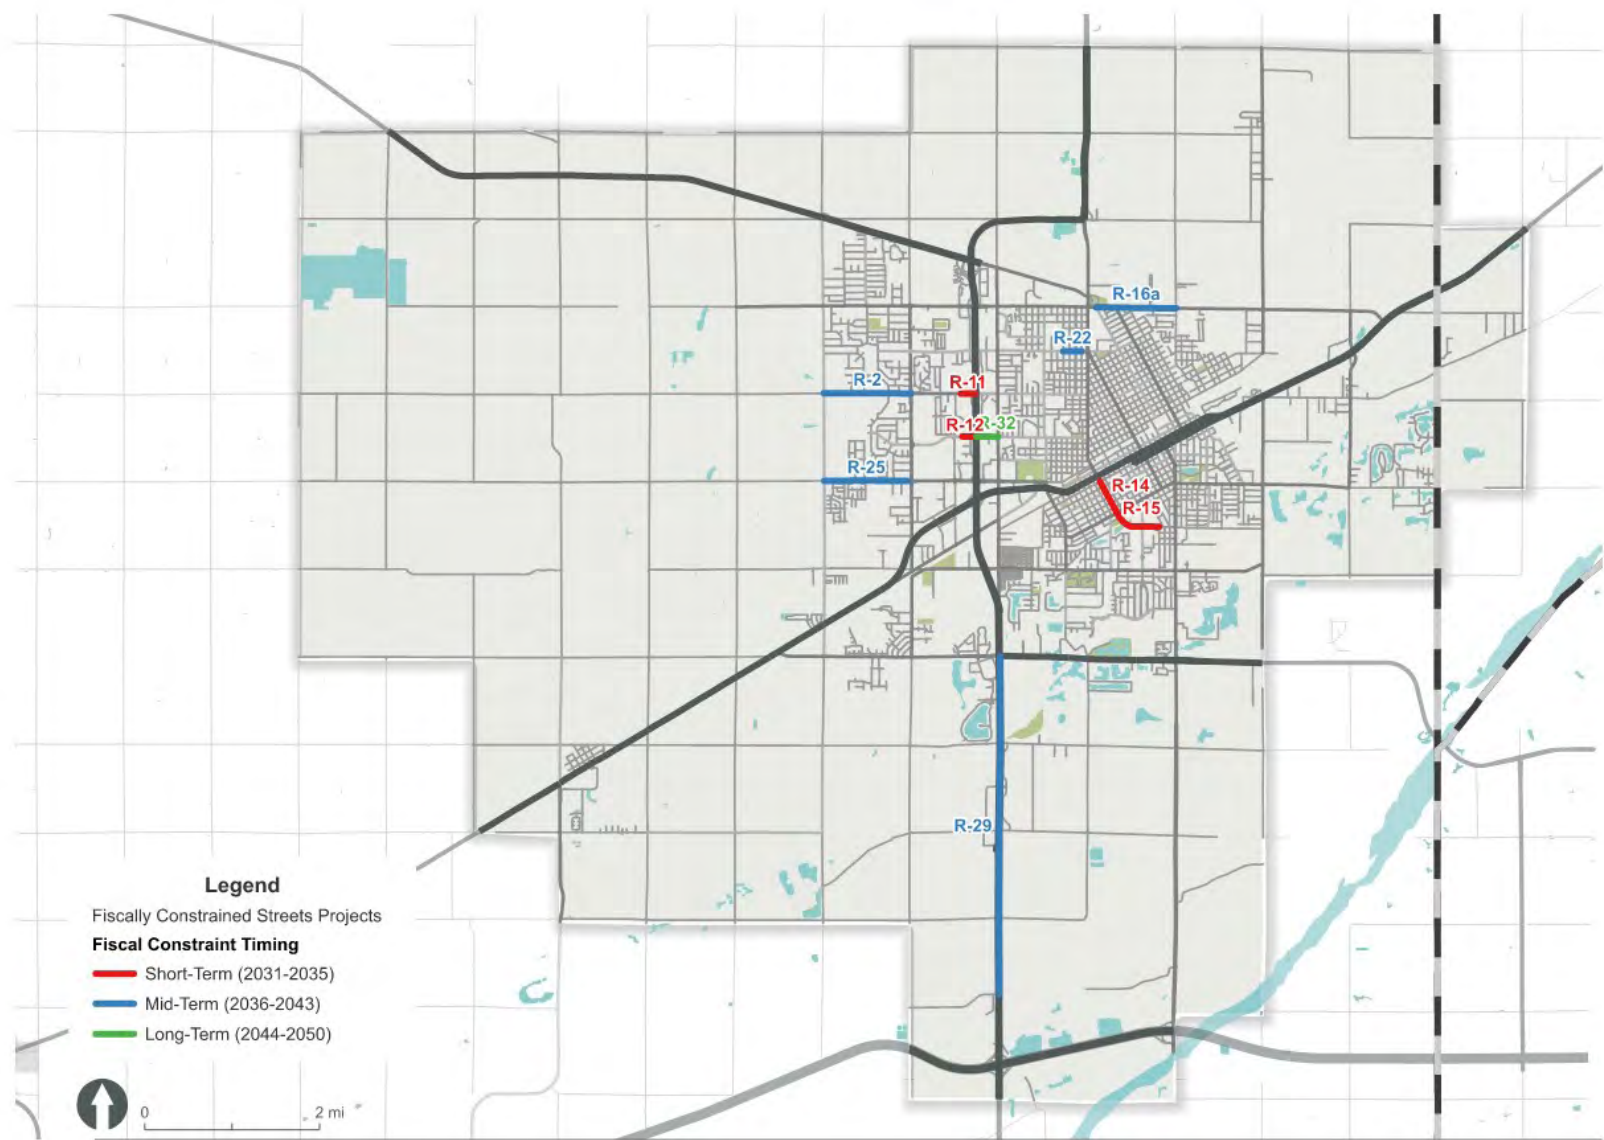 R-16a
R-22
R-2
R-11
R-12
R-32
R-25
R-14
R-15
R-29
Legend
Fiscally Constrained Streets Projects
Fiscal Constraint Timing
Short-Term (2031-2035)
Mid-Term (2036-2043)
Long-Term (2044-2050)
0
2 mi